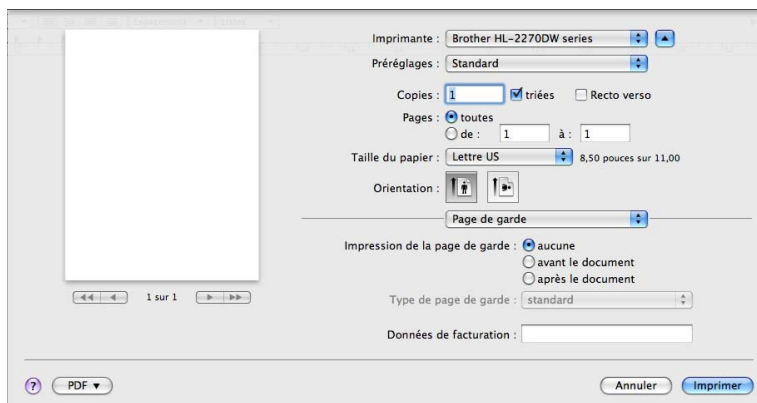 Imprimante : Brother HL-2270DW series
Préréglages : Standard
Copies : 1 triées Recto verso
Pages : toutes
de : 1 à : 1
Taille du papier : Lettre US 8,50 pouces sur 11,00
Orientation :
Page de garde
Impression de la page de garde : aucune
avant le document
après le document
1 sur 1
Type de page de garde : standard
Données de facturation :
? PDF Annuler Imprimer